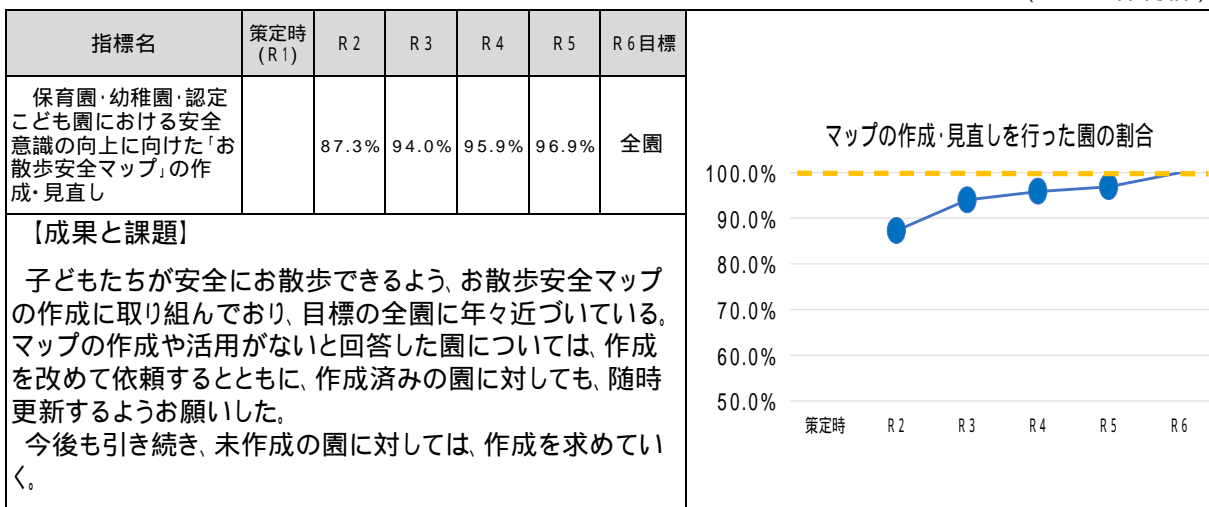 指標名
策定時
(R1)
R2
R3
R4
R5
R6目標
保育園・幼稚園・認定
こども園における安全
意識の向上に向けた「お
散歩安全マップ」の作
成・見直し
87.3%
94.0%
95.9%
96.9%
全園
【成果と課題】
子どもたちが安全にお散歩できるよう、お散歩安全マップ
の作成に取り組んでおり、目標の全園に年々近づいている。
マップの作成や活用がないと回答した園については、作成
を改めて依頼するとともに、作成済みの園に対しても、随時
更新するようお願いした。
今後も引き続き、未作成の園に対しては、作成を求めてい
く。
マップの作成・見直しを行った園の割合
100.0%
90.0%
80.0%
70.0%
60.0%
50.0%
策定時
R2
R3
R4
R5
R6